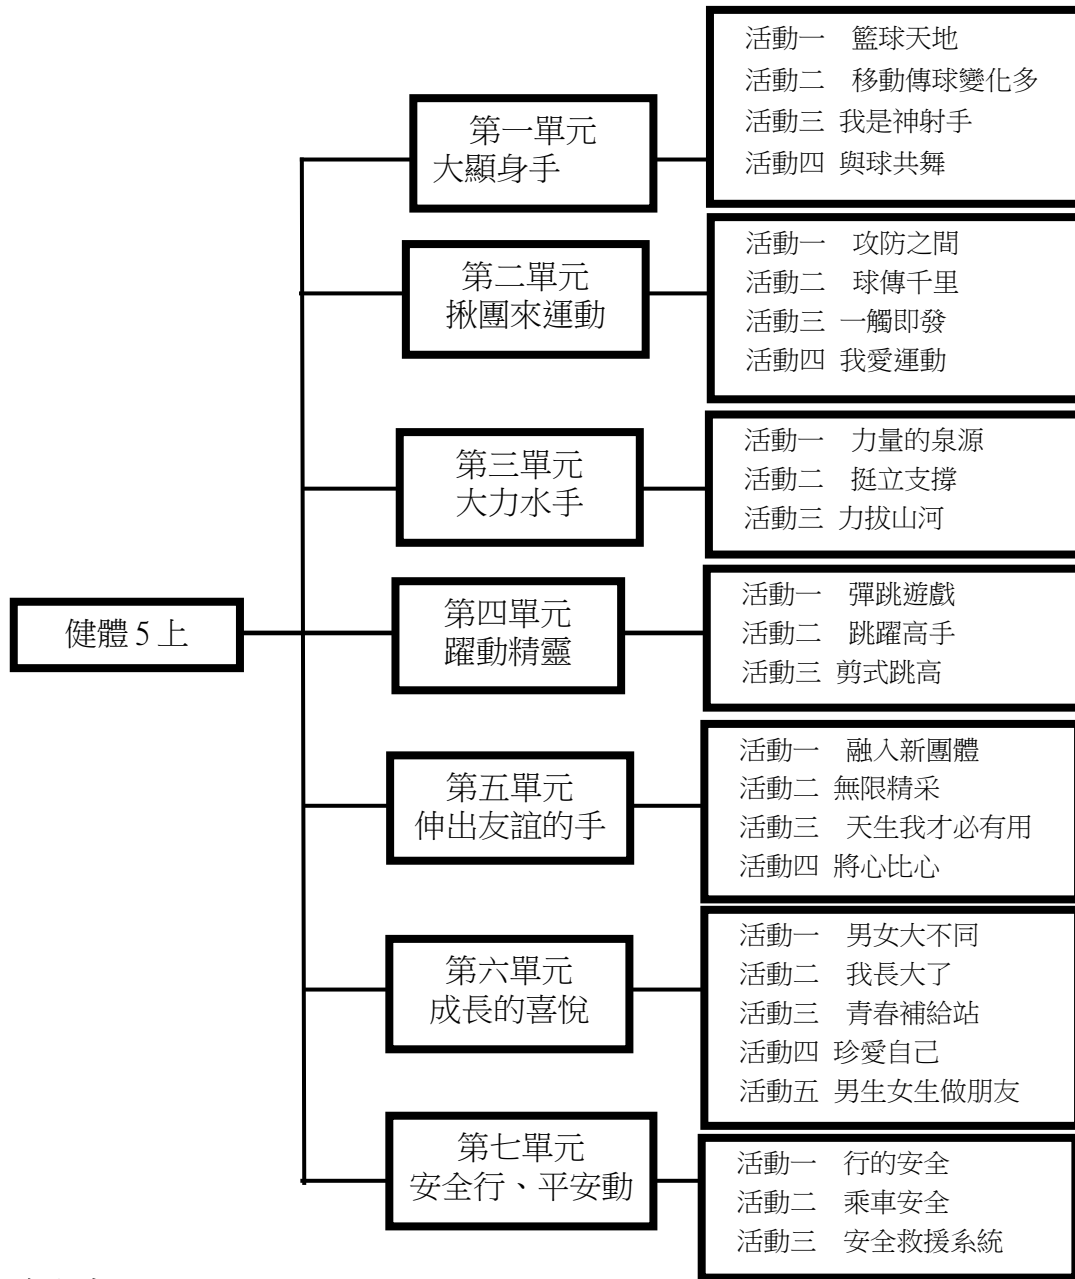 健體5上
第一單元
大顯身手
活動一 籃球天地
活動二 移動傳球變化多
活動三 我是神射手
活動四 與球共舞
第二單元
揪團來運動
活動一 攻防之間
活動二 球傳千里
活動三 一觸即發
活動四 我愛運動
第三單元
大力水手
活動一 力量的泉源
活動二 挺立支撐
活動三 力拔山河
第四單元
躍動精靈
活動一 彈跳遊戲
活動二 跳躍高手
活動三 剪式跳高
第五單元
伸出友誼的手
活動一 融入新團體
活動二 無限精采
活動三 天生我才必有用
活動四 將心比心
第六單元
成長的喜悅
活動一 男女大不同
活動二 我長大了
活動三 青春補給站
活動四 珍愛自己
活動五 男生女生做朋友
第七單元
安全行、平安動
活動一 行的安全
活動二 乘車安全
活動三 安全救援系統